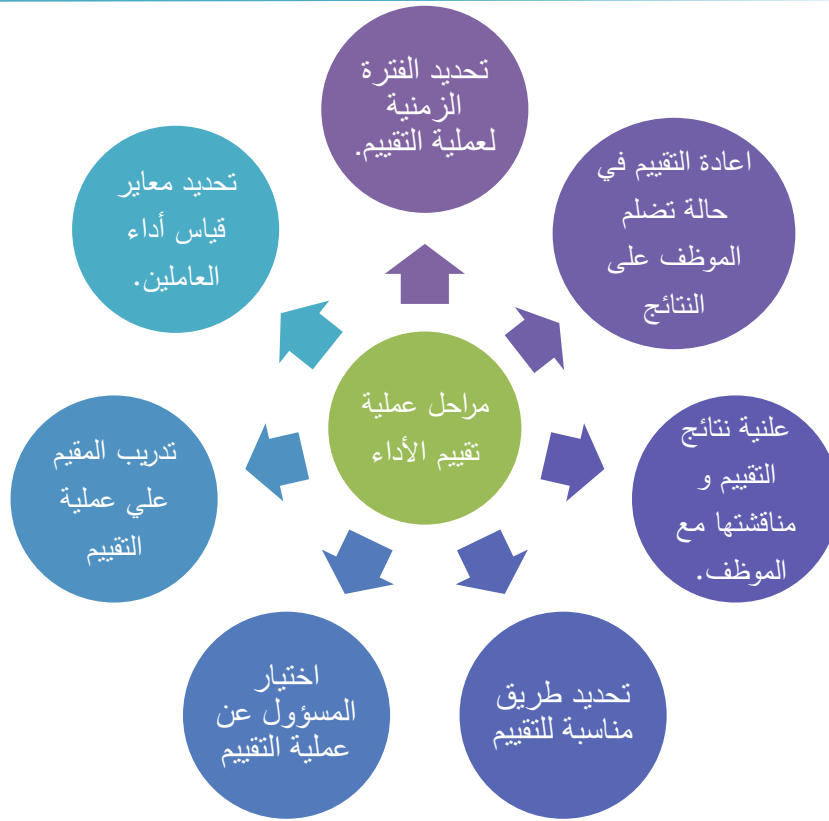 تحديد الفترة
الزمنية
لعملية التقييم.
اعادة التقييم في
حالة تضلم
الموظف على
النتائج
علنية نتائج
التقييم و
مناقشتها مع
الموظف.
تحديد طريق
مناسبة للتقييم
اختيار
المسؤول عن
عملية التقييم
تدريب المقيم
علي عملية
التقييم
تحديد معاير
قياس أداء
العاملين.
مراحل عملية
تقييم الأداء